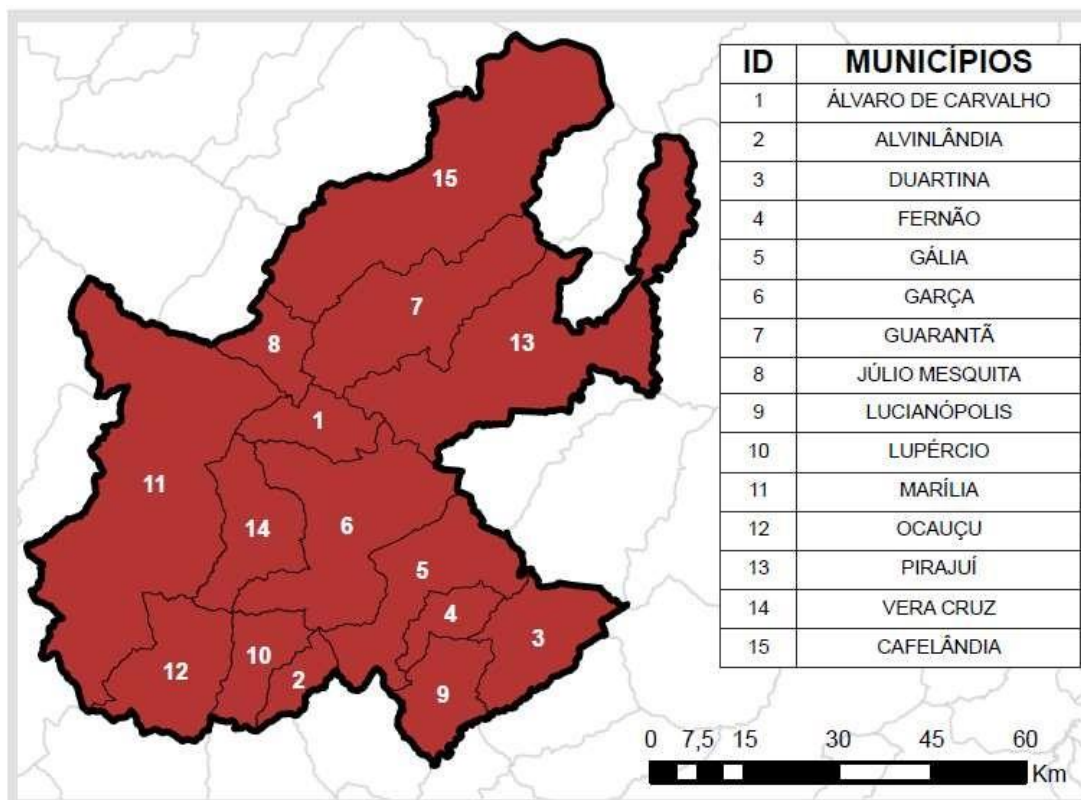 ID MUNICÍPIOS
1 ÁLVARO DE CARVALHO
2 ALVINLÂNDIA
3 DUARTINA
4 FERNÃO
5 GÁLIA
6 GARÇA
7 GUARANTÃ
8 JÚLIO MESQUITA
9 LUCIANÓPOLIS
10 LUPÉRCIO
11 MARÍLIA
12 OCAUÇU
13 PIRAJUÍ
14 VERA CRUZ
15 CAFELÂNDIA
15
7
8
13
1
11
14
6
5
4
3
10
12
2
9
0 7,5 15 30 45 60
Km